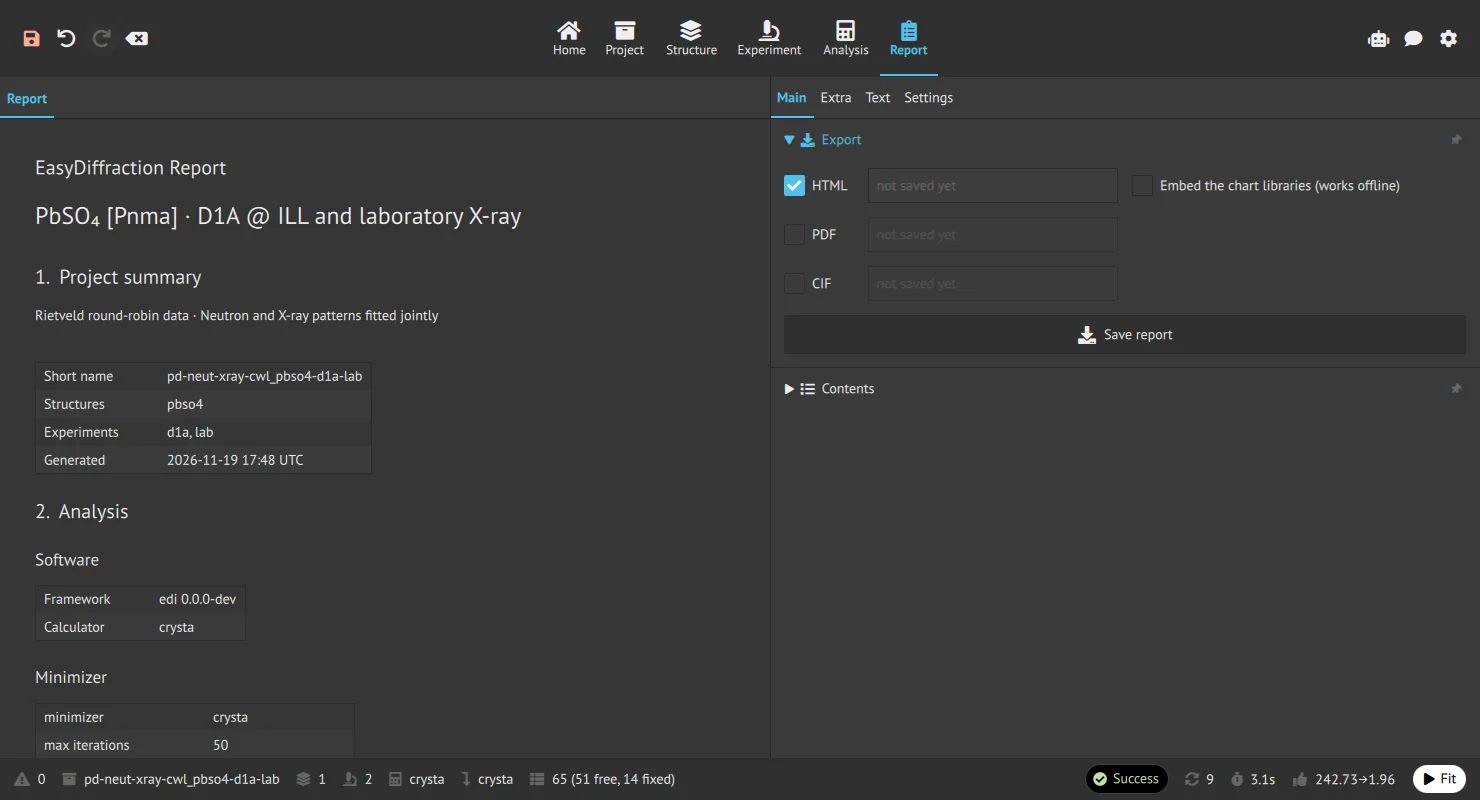 Home Project Structure Experiment Analysis Report
Report
Main Extra Text Settings
EasyDiffraction Report
PbSO₄ [Pnma] · D1A @ ILL and laboratory X-ray
1. Project summary
Rietveld round-robin data · Neutron and X-ray patterns fitted jointly
Short name pd-neut-xray-cwl_pbso4-d1a-lab
Structures pbso4
Experiments d1a, lab
Generated 2026-11-19 17:48 UTC
2. Analysis
Software
Framework edi 0.0.0-dev
Calculator crysta
Minimizer
minimizer crysta
max iterations 50
Export
HTML not saved yet Embed the chart libraries (works offline)
PDF not saved yet
CIF not saved yet
Save report
Contents
0 pd-neut-xray-cwl_pbso4-d1a-lab 1 2 crysta crysta 65 (51 free, 14 fixed) Success 9 3.1s 242.73→1.96 Fit